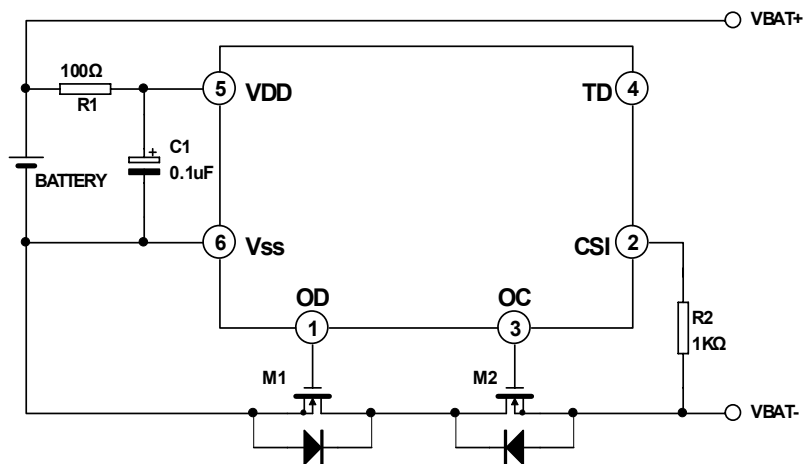 VBAT+
100Ω
R1
5 VDD
TD 4
C1
+
0.1uF
BATTERY
6 Vss
CSI 2
OD
OC
1
3
R2
1KΩ
M1
M2
VBAT-